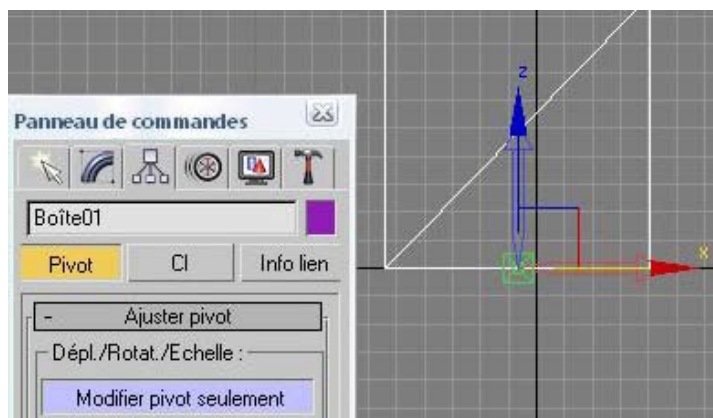 Panneau de commandes
Boîte01
Pivot CI Info lien
- Ajuster pivot
Dépl./Rotat./Echelle :
Modifier pivot seulement
z
x